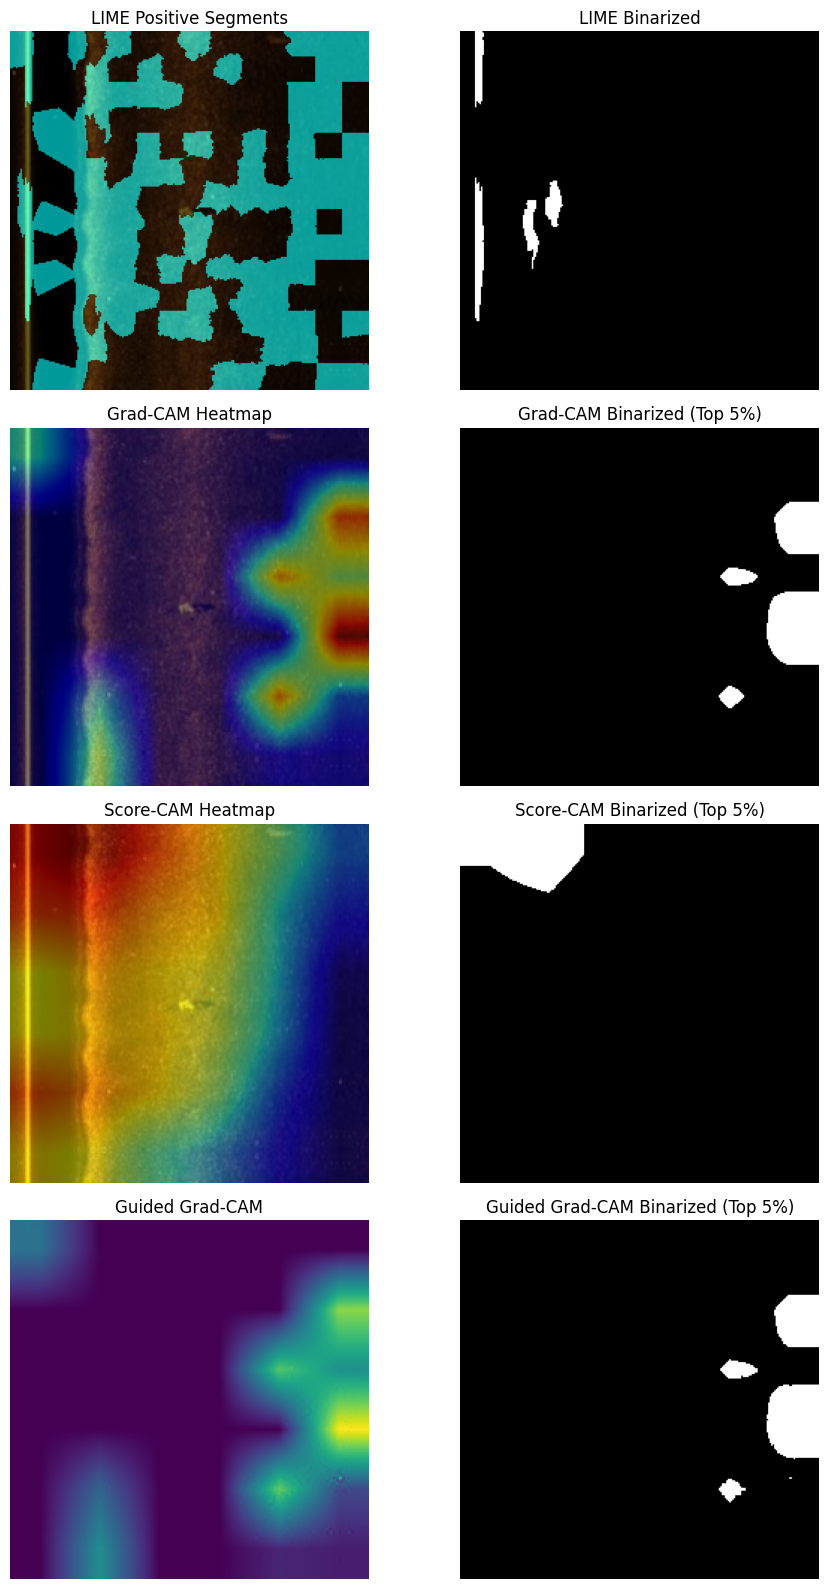 LIME Positive Segments
LIME Binarized
Grad-CAM Heatmap
Grad-CAM Binarized (Top 5%)
Score-CAM Heatmap
Score-CAM Binarized (Top 5%)
Guided Grad-CAM
Guided Grad-CAM Binarized (Top 5%)